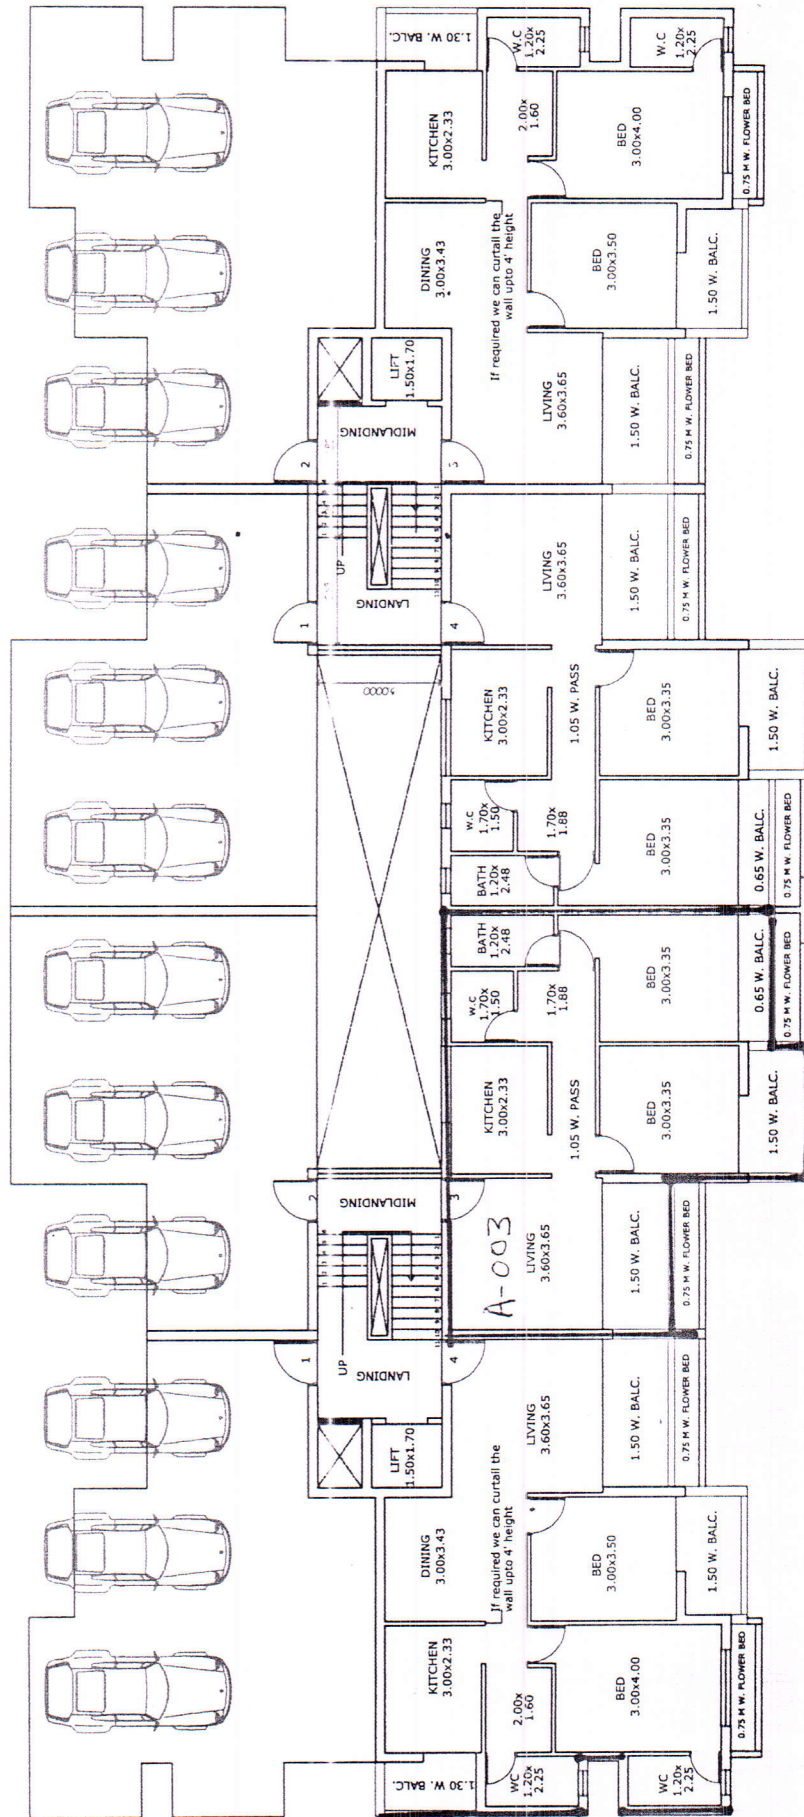 1.30 W. BALC.
W.C
1.20x
2.25
W.C
1.20x
2.25
KITCHEN
3.00x2.33
2.00x
1.60
BED
3.00x4.00
0.75 M W. FLOWER BED
DINING
3.00x3.43
If required we can curtail the
wall upto 4' height
BED
3.00x3.50
1.50 W. BALC.
LIFT
1.50x1.70
MIDLANDING
2
3
LIVING
3.60x3.65
1.50 W. BALC.
0.75 M W. FLOWER BED
UP
LANDING
1
4
LIVING
3.60x3.65
1.50 W. BALC.
0.75 M W. FLOWER BED
KITCHEN
3.00x2.33
1.05 W. PASS
BED
3.00x3.35
1.50 W. BALC.
W.C
1.70x
1.50
1.70x
1.88
BATH
1.20x
2.48
BED
3.00x3.35
0.65 W. BALC.
0.75 M W. FLOWER BED
BATH
1.20x
2.48
W.C
1.70x
1.50
1.70x
1.88
BED
3.00x3.35
0.65 W. BALC.
0.75 M W. FLOWER BED
KITCHEN
3.00x2.33
1.05 W. PASS
BED
3.00x3.35
1.50 W. BALC.
2
MIDLANDING
3
A-003
LIVING
3.60x3.65
1.50 W. BALC.
0.75 M W. FLOWER BED
UP
1
LANDING
4
LIVING
3.60x3.65
1.50 W. BALC.
0.75 M W. FLOWER BED
LIFT
1.50x1.70
If required we can curtail the
wall upto 4' height
DINING
3.00x3.43
BED
3.00x3.50
1.50 W. BALC.
KITCHEN
3.00x2.33
2.00x
1.60
BED
3.00x4.00
0.75 M W. FLOWER BED
1.30 W. BALC.
WC
1.20x
2.25
WC
1.20x
2.25